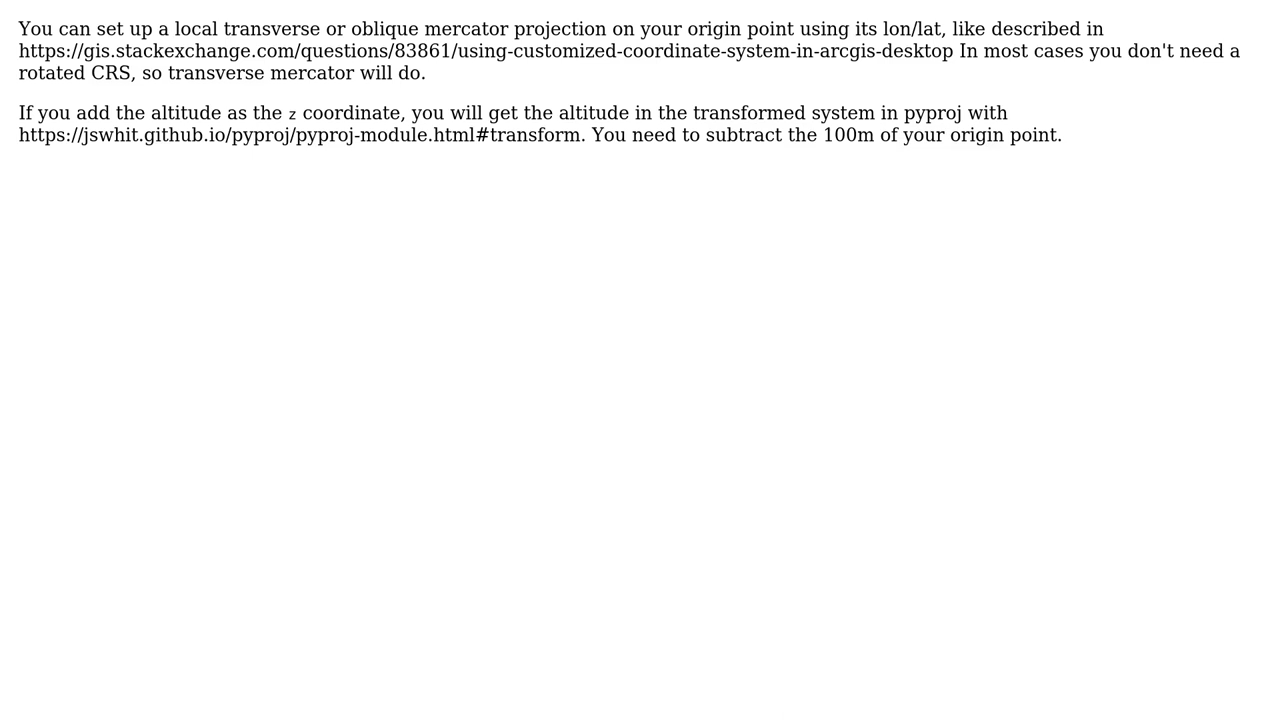 You can set up a local transverse or oblique mercator projection on your origin point using its lon/lat, like described in
https://gis.stackexchange.com/questions/83861/using-customized-coordinate-system-in-arcgis-desktop In most cases you don't need a
rotated CRS, so transverse mercator will do.
If you add the altitude as the z coordinate, you will get the altitude in the transformed system in pyproj with
https://jswhit.github.io/pyproj/pyproj-module.html#transform. You need to subtract the 100m of your origin point.